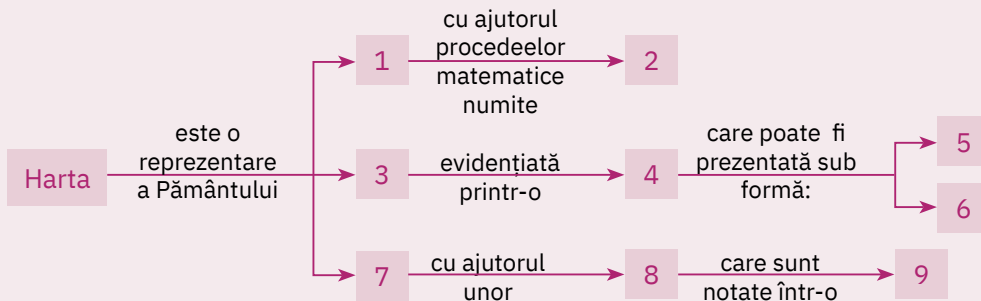 Harta
este o
reprezentare
a Pământului
1
cu ajutorul
procedeelor
matematice
numite
2
3
evidențiată
printr-o
4
care poate fi
prezentată sub
formă:
5
6
7
cu ajutorul
unor
8
care sunt
notate într-o
9